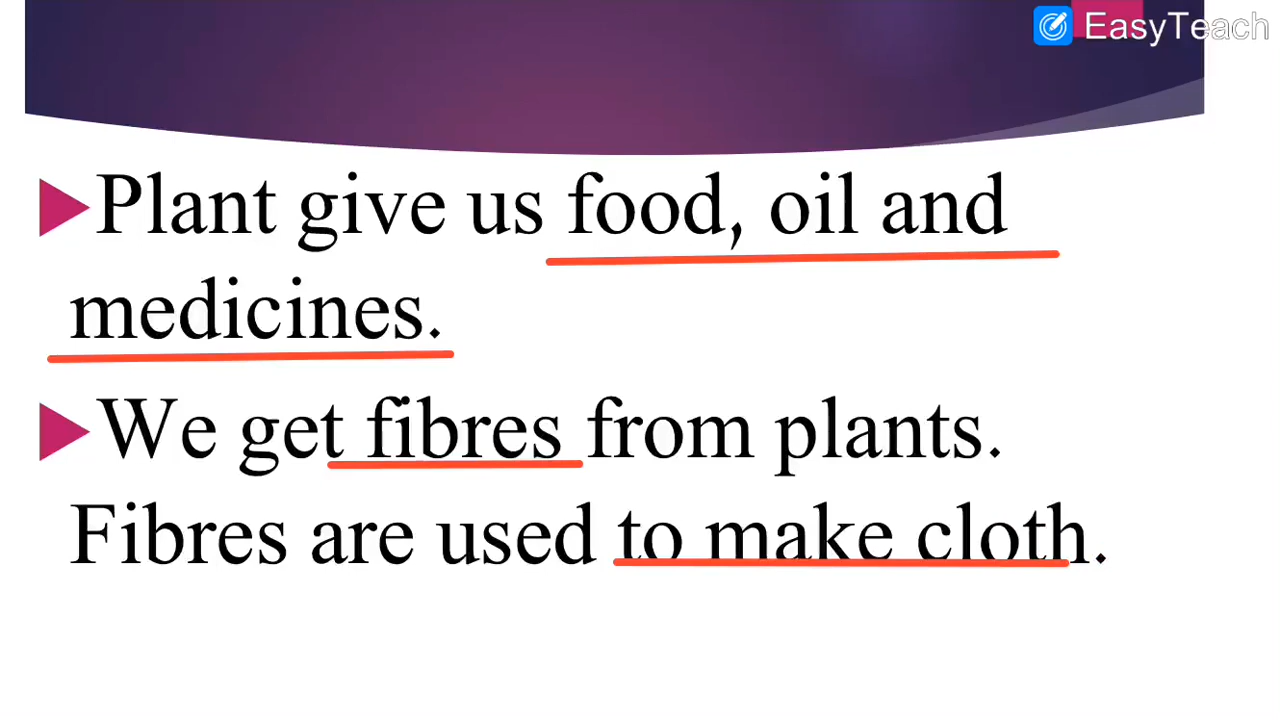 EasyTeach
Plant give us food, oil and
medicines.
We get fibres from plants.
Fibres are used to make cloth.